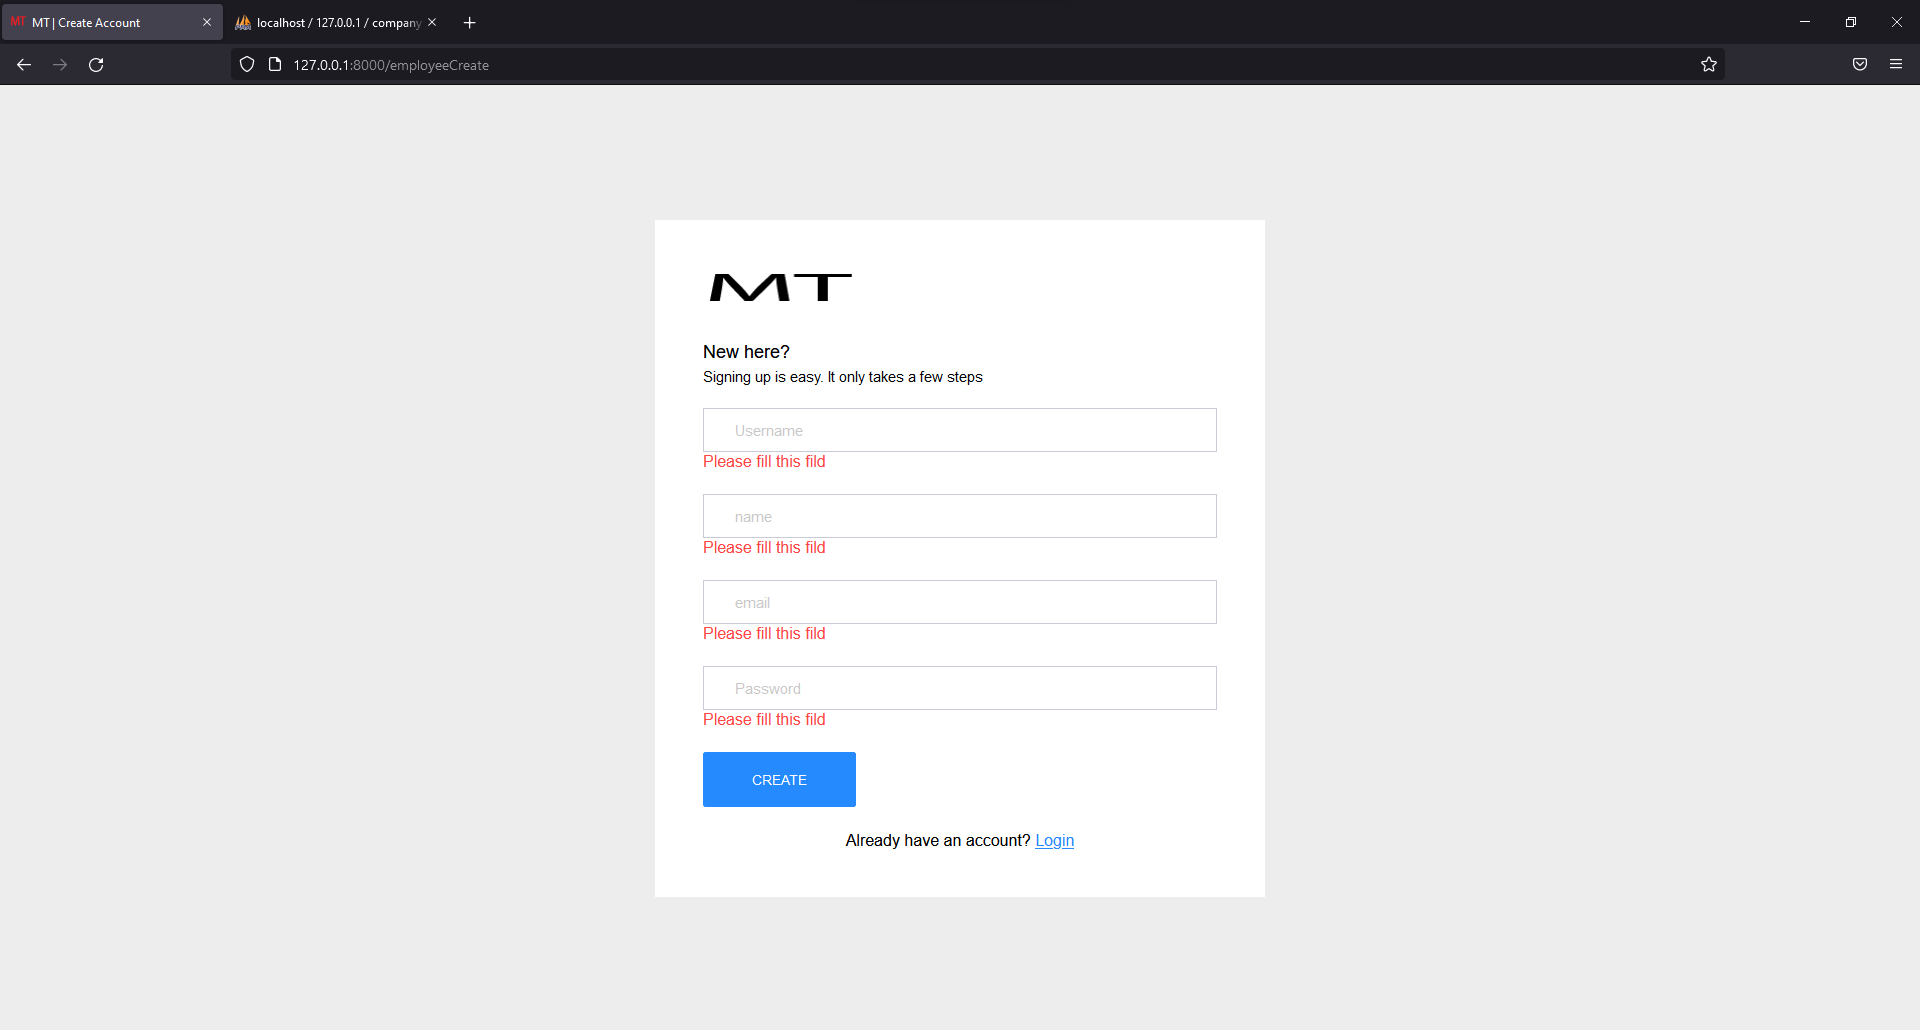 MT MT | Create Account
localhost / 127.0.0.1 / company
127.0.0.1:8000/employeeCreate
MT
New here?
Signing up is easy. It only takes a few steps
Username
Please fill this fild
name
Please fill this fild
email
Please fill this fild
Password
Please fill this fild
CREATE
Already have an account? Login